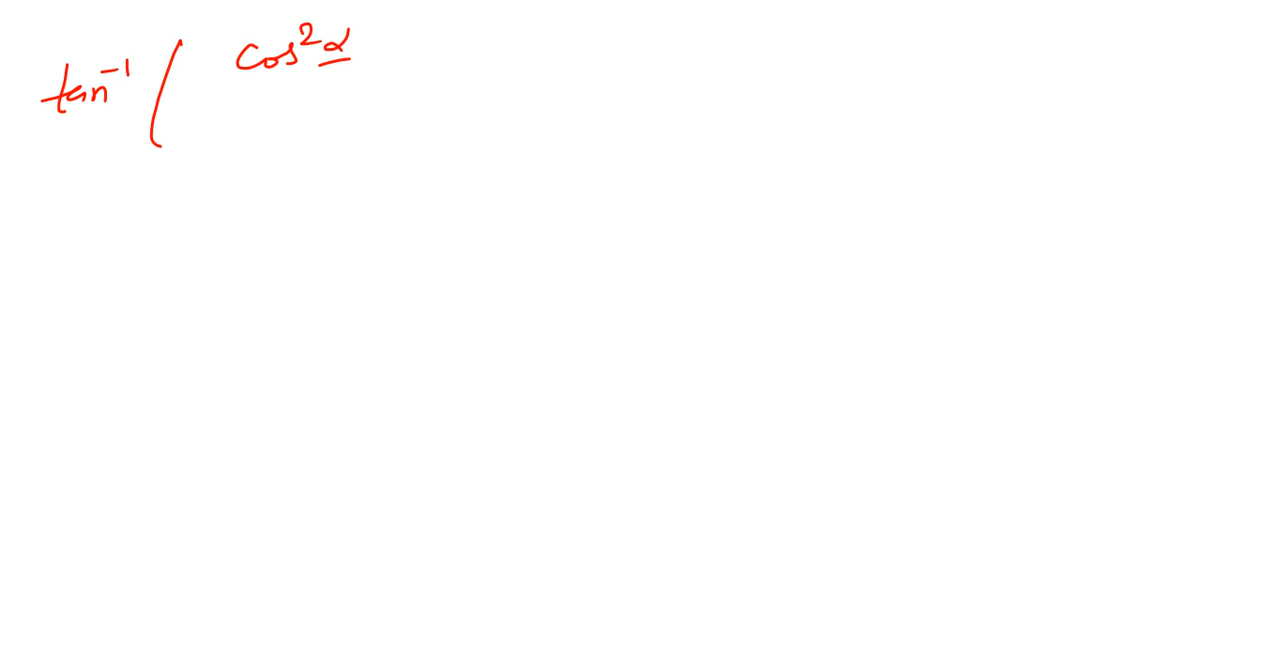 tan⁻¹ ( cos²α